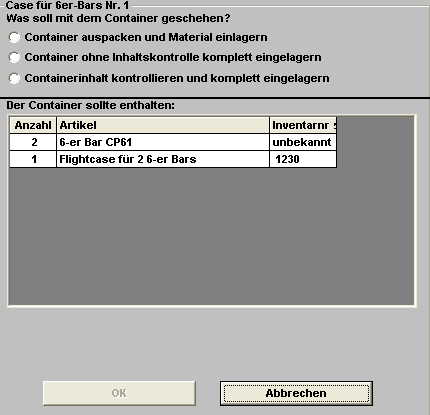 Case für 6er-Bars Nr. 1
Was soll mit dem Container geschehen?
Container auspacken und Material einlagern
Container ohne Inhaltskontrolle komplett eingelagern
Containerinhalt kontrollieren und komplett eingelagern
Der Container sollte enthalten:
Anzahl Artikel Inventarnr
2 6-er Bar CP61 unbekannt
1 Flightcase für 2 6-er Bars 1230
OK Abbrechen